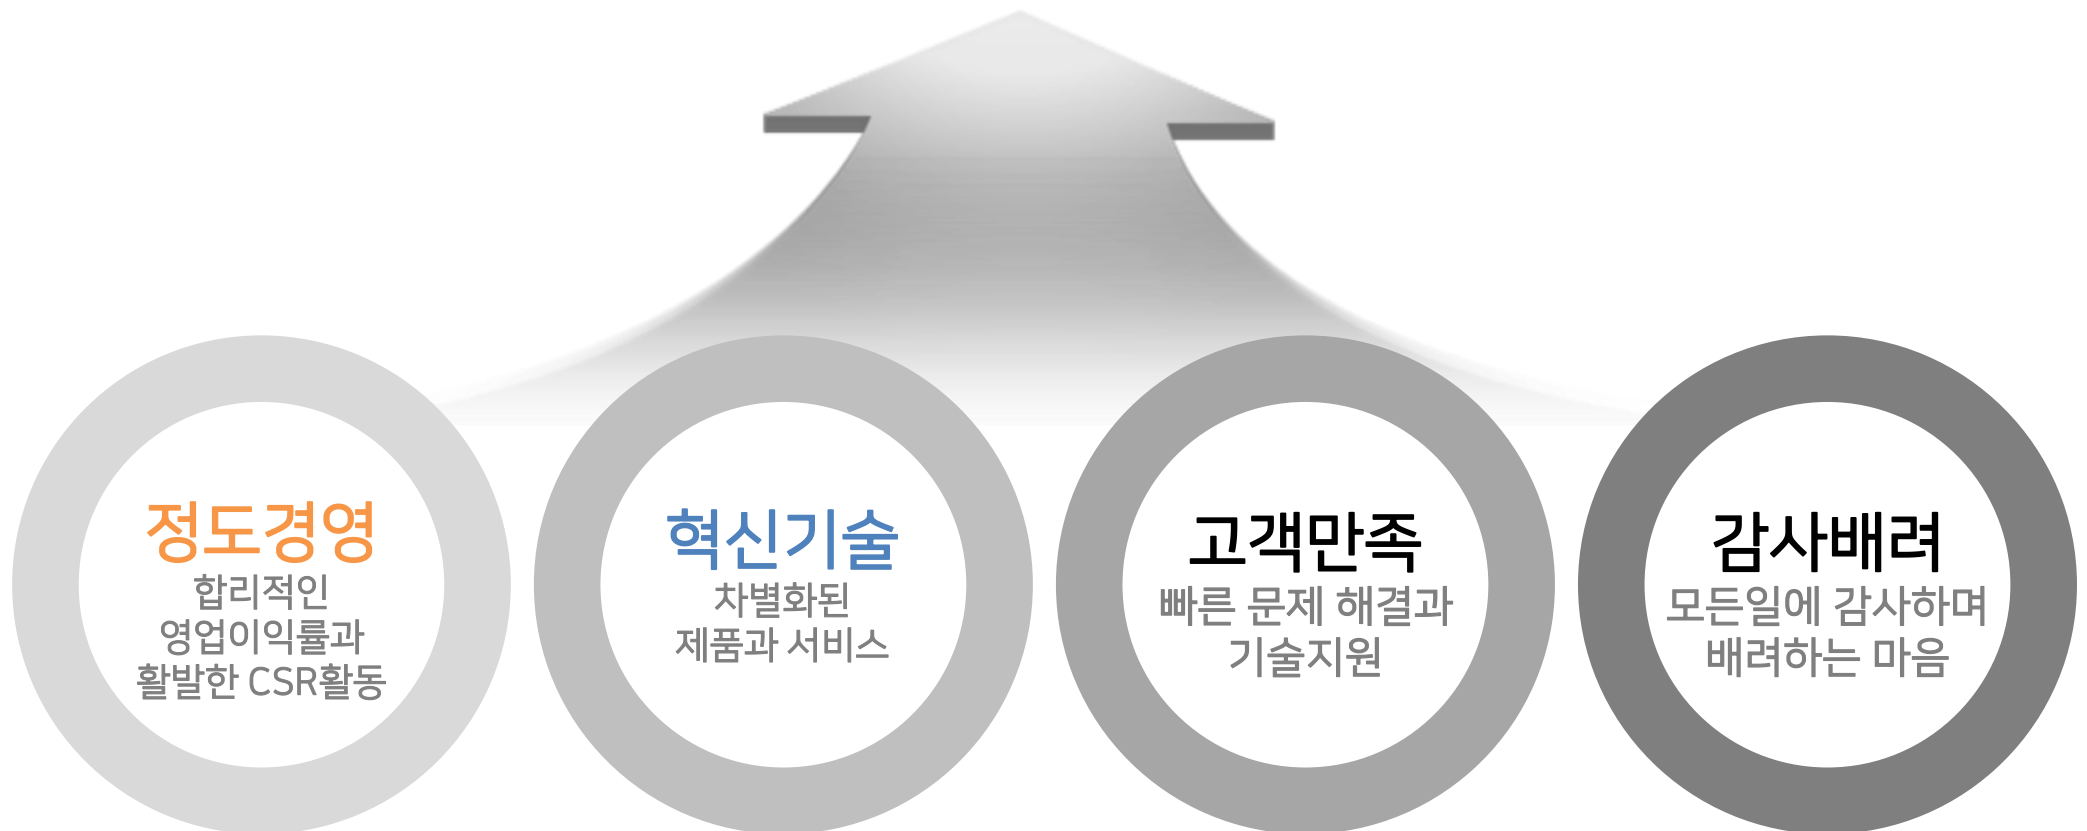 정도경영
합리적인
영업이익률과
활발한 CSR활동
혁신기술
차별화된
제품과 서비스
고객만족
빠른 문제 해결과
기술지원
감사배려
모든일에 감사하며
배려하는 마음